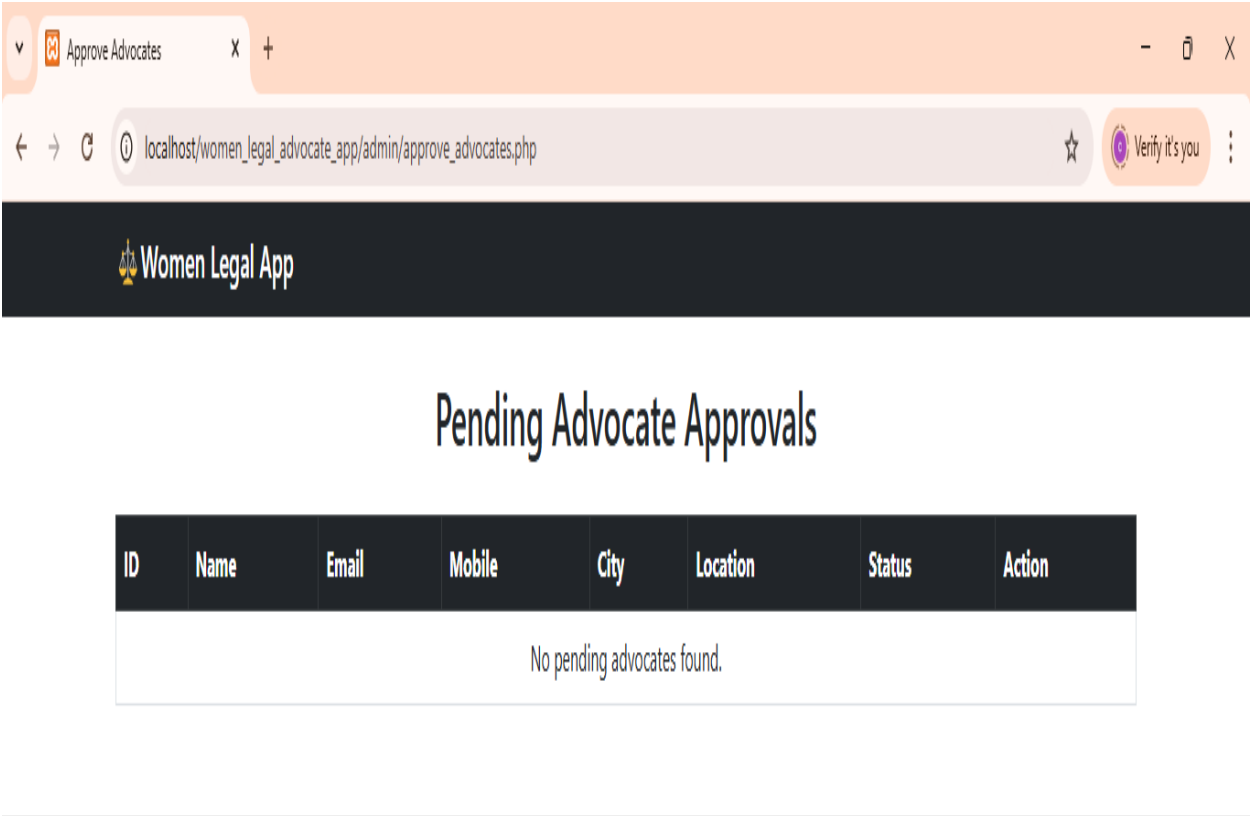 Approve Advocates
localhost/women_legal_advocate_app/admin/approve_advocates.php
Verify it's you
Women Legal App
Pending Advocate Approvals
ID Name Email Mobile City Location Status Action
No pending advocates found.